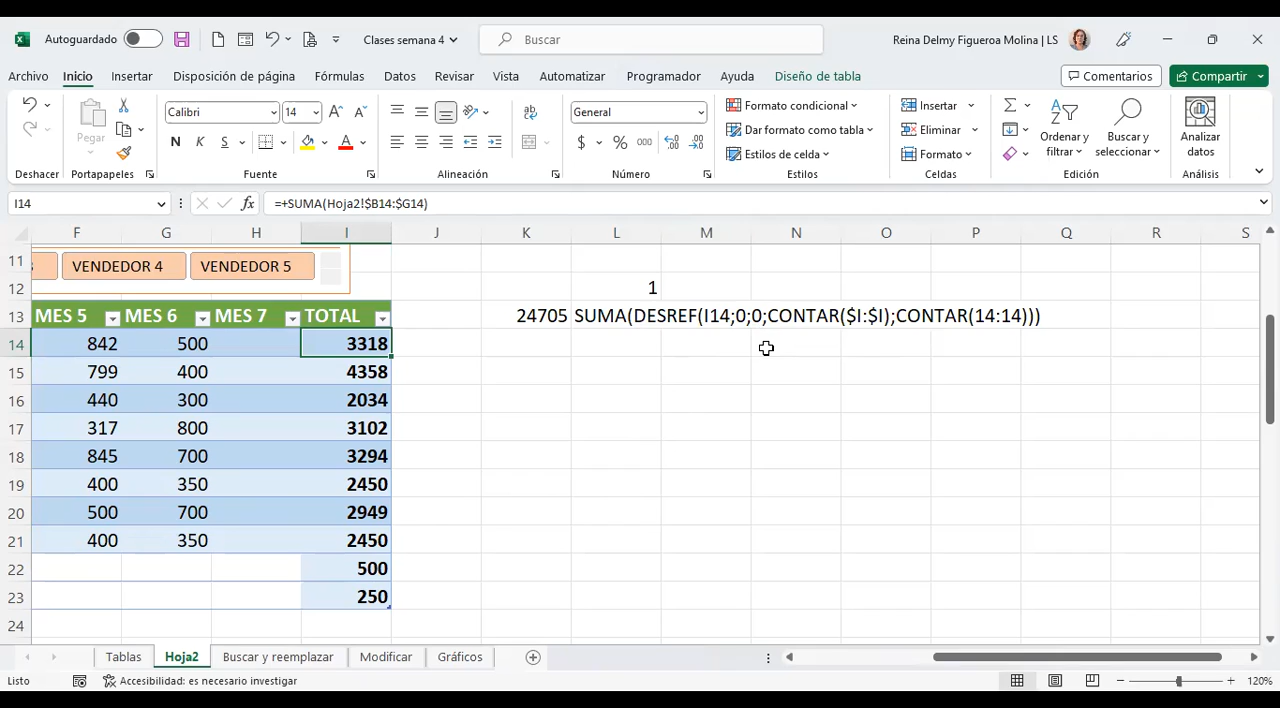 Autoguardado Clases semana 4 Buscar Reina Delmy Figueroa Molina | LS
Archivo Inicio Insertar Disposición de página Fórmulas Datos Revisar Vista Automatizar Programador Ayuda Diseño de tabla Comentarios Compartir
Pegar Calibri 14 General Formato condicional Insertar
N K S $ % 000 Dar formato como tabla Eliminar Ordenar y filtrar Buscar y seleccionar Analizar datos
Estilos de celda Formato
Deshacer Portapapeles Fuente Alineación Número Estilos Celdas Edición Análisis
I14 fx =+SUMA(Hoja2!$B14:$G14)
F G H I J K L M N O P Q R S
11 VENDEDOR 4 VENDEDOR 5
12 1
13 MES 5 MES 6 MES 7 TOTAL 24705 SUMA(DESREF(I14;0;0;CONTAR($I:$I);CONTAR(14:14)))
14 842 500 3318
15 799 400 4358
16 440 300 2034
17 317 800 3102
18 845 700 3294
19 400 350 2450
20 500 700 2949
21 400 350 2450
22 500
23 250
24
Tablas Hoja2 Buscar y reemplazar Modificar Gráficos
Listo Accesibilidad: es necesario investigar 120%